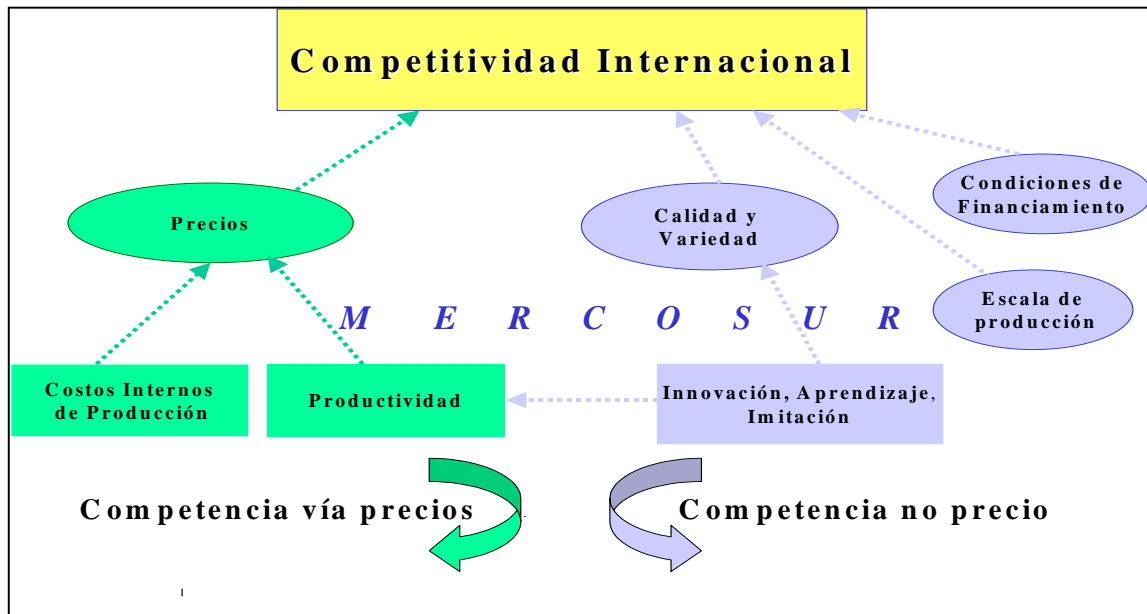 Competitividad Internacional
Condiciones de
Financiamiento
Precios
Calidad y
Variedad
Escala de
producción
M E R C O S U R
Costos Internos
de Producción
Productividad
Innovación, Aprendizaje,
Imitación
Competencia vía precios
Competencia no precio